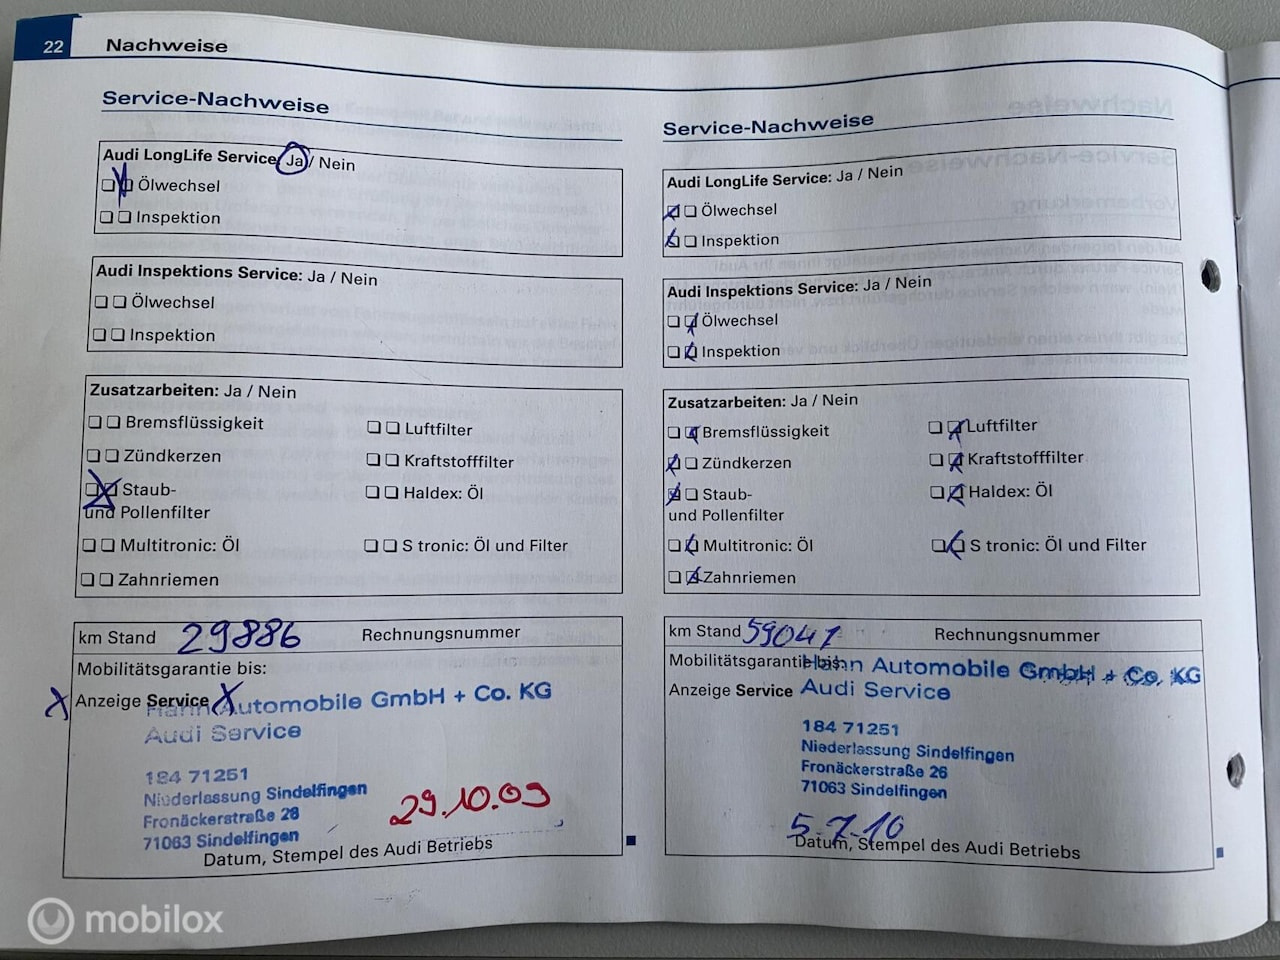 22 Nachweise
Service-Nachweise
Audi LongLife Service: Ja / Nein
Ölwechsel
Inspektion
Audi Inspektions Service: Ja / Nein
Ölwechsel
Inspektion
Zusatzarbeiten: Ja / Nein
Bremsflüssigkeit Luftfilter
Zündkerzen Kraftstofffilter
Staub- Haldex: Öl
und Pollenfilter
Multitronic: Öl S tronic: Öl und Filter
Zahnriemen
km Stand 29886 Rechnungsnummer
Mobilitätsgarantie bis:
X Anzeige Service X
Hahn Automobile GmbH + Co. KG
Audi Service
184 71251
Niederlassung Sindelfingen
Fronäckerstraße 26
71063 Sindelfingen
29.10.09
Datum, Stempel des Audi Betriebs
Service-Nachweise
Audi LongLife Service: Ja / Nein
Ölwechsel
Inspektion
Audi Inspektions Service: Ja / Nein
Ölwechsel
Inspektion
Zusatzarbeiten: Ja / Nein
Bremsflüssigkeit Luftfilter
Zündkerzen Kraftstofffilter
Staub- Haldex: Öl
und Pollenfilter
Multitronic: Öl S tronic: Öl und Filter
Zahnriemen
km Stand 59041 Rechnungsnummer
Mobilitätsgarantie bis:
Hahn Automobile GmbH + Co. KG
Anzeige Service
Audi Service
184 71251
Niederlassung Sindelfingen
Fronäckerstraße 26
71063 Sindelfingen
5-7-10
Datum, Stempel des Audi Betriebs
mobilox